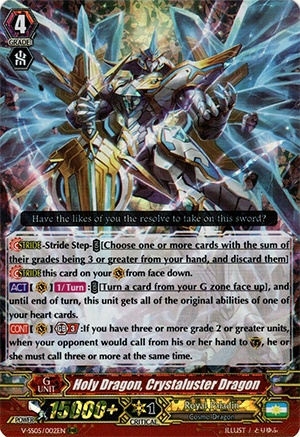 4
GRADE
Have the likes of you the resolve to take on this sword?
STRIDE -Stride Step- [Choose one or more cards with the sum of
their grades being 3 or greater from your hand, and discard them]
STRIDE this card on your from face down.
ACT 1/Turn : [Turn a card from your G zone face up], and
until end of turn, this unit gets all of the original abilities of one
of your heart cards.
CONT GB 3 :If you have three or more grade 2 or greater units,
when your opponent would call from his or her hand to , he or
she must call three or more at the same time.
G UNIT
Holy Dragon, Crystaluster Dragon
POWER 15000+
1
CRITICAL
Royal Paladin
Cosmo Dragon
V-SS05/002EN
ILLUST / とりゆふ